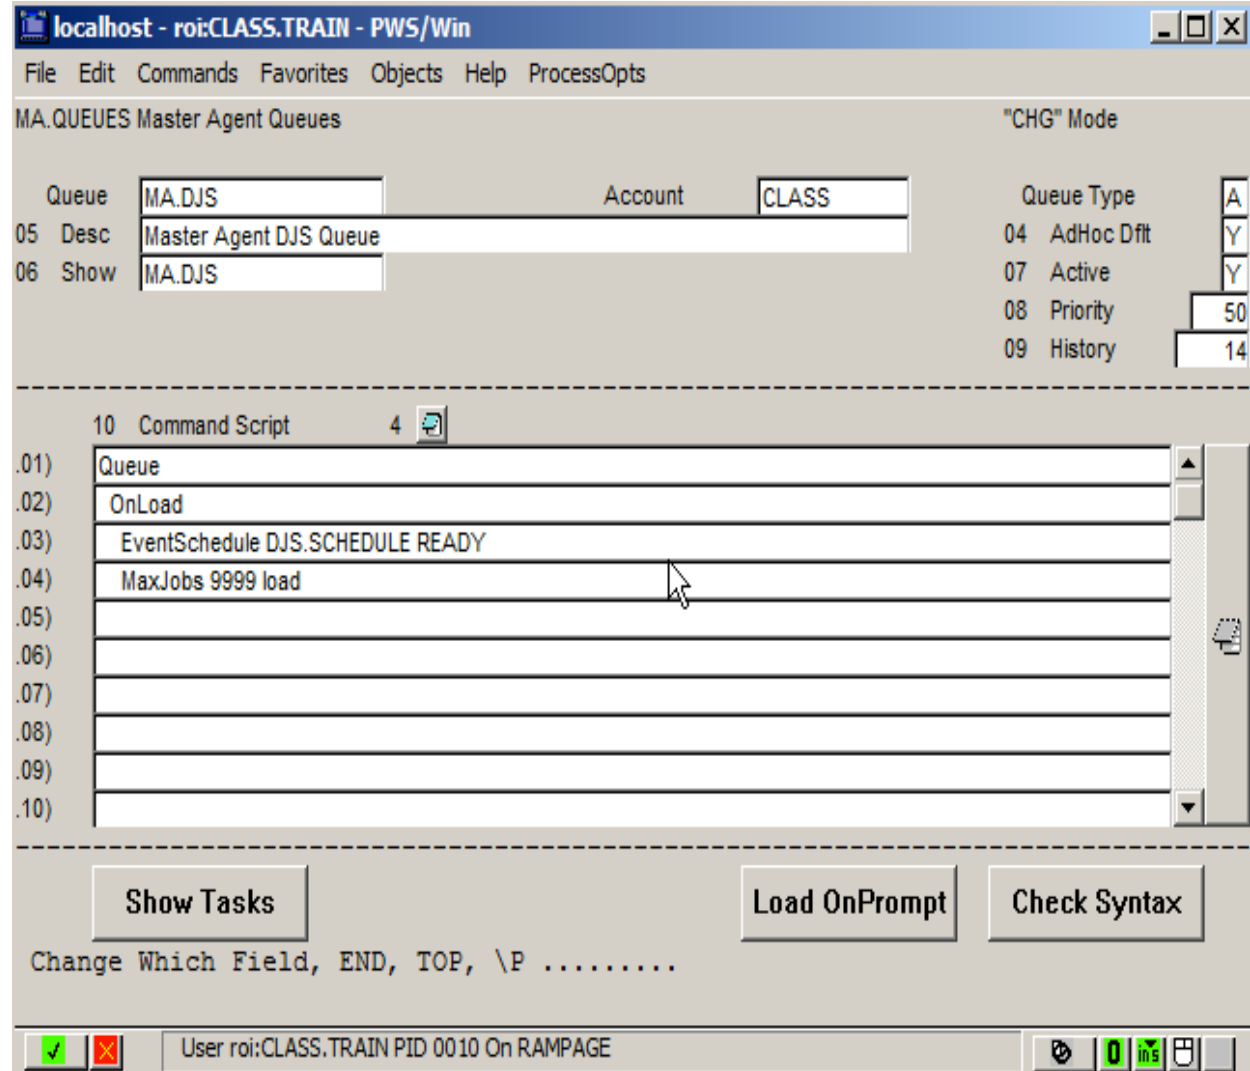 localhost - roi:CLASS.TRAIN - PWS/Win
File Edit Commands Favorites Objects Help ProcessOpts
MA.QUEUES Master Agent Queues "CHG" Mode
Queue MA.DJS Account CLASS Queue Type A
05 Desc Master Agent DJS Queue 04 AdHoc Dflt Y
06 Show MA.DJS 07 Active Y
08 Priority 50
09 History 14
10 Command Script 4
.01) Queue
.02) OnLoad
.03) EventSchedule DJS.SCHEDULE READY
.04) MaxJobs 9999 load
.05)
.06)
.07)
.08)
.09)
.10)
Show Tasks Load OnPrompt Check Syntax
Change Which Field, END, TOP, \P .........
User roi:CLASS.TRAIN PID 0010 On RAMPAGE 0 ins